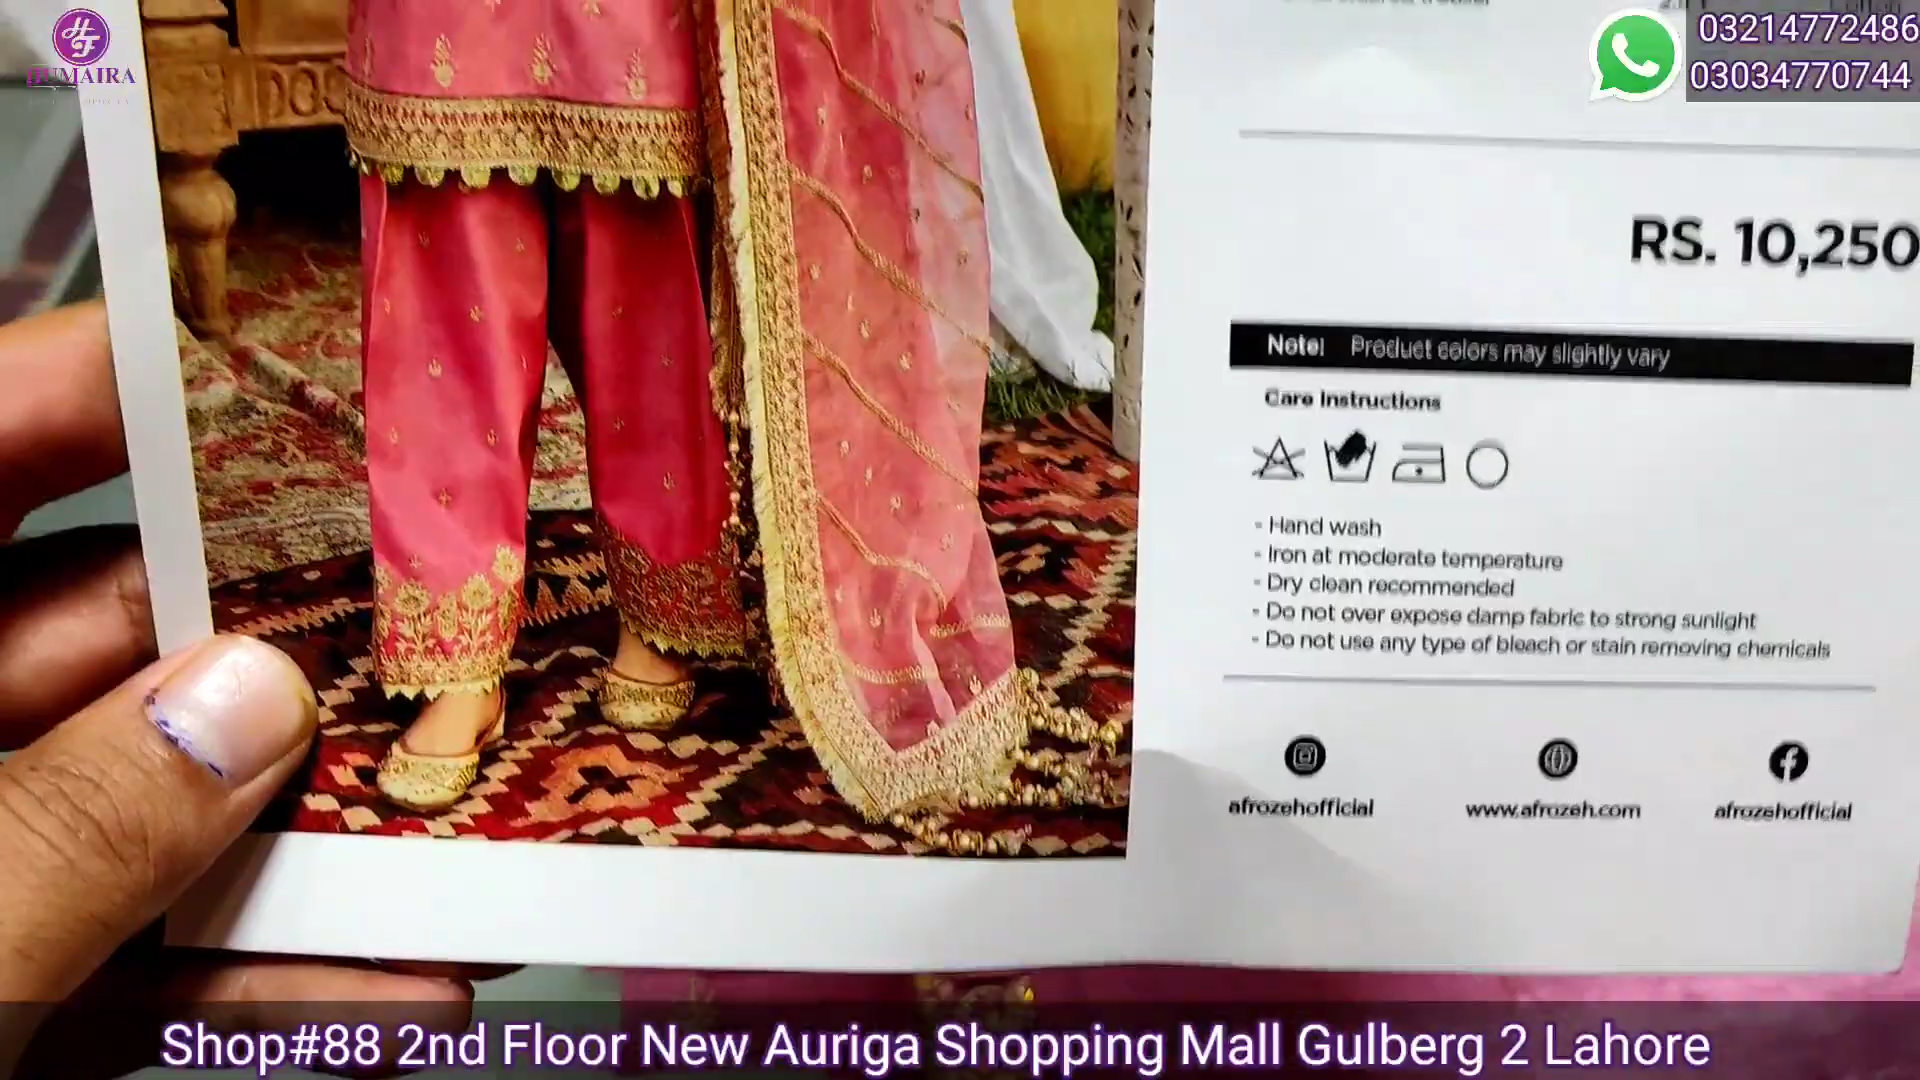 HF
HUMAIRA
03214772486
03034770744
RS. 10,250
Note: Product colors may slightly vary
Care Instructions
- Hand wash
- Iron at moderate temperature
- Dry clean recommended
- Do not over expose damp fabric to strong sunlight
- Do not use any type of bleach or stain removing chemicals
afrozehofficial
www.afrozeh.com
afrozehofficial
Shop#88 2nd Floor New Auriga Shopping Mall Gulberg 2 Lahore